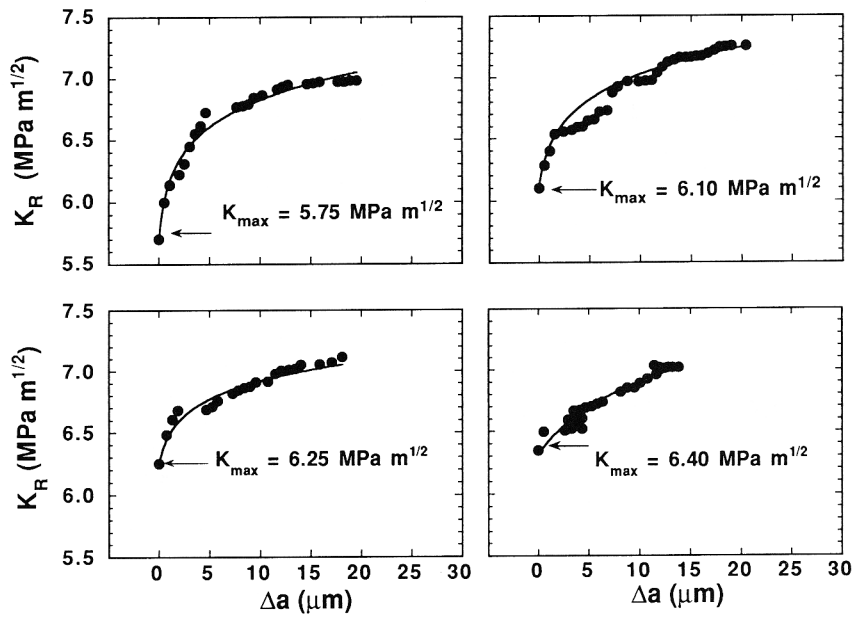 7.5
7.0
6.5
6.0
5.5
K_R (MPa m^1/2)
K_max = 5.75 MPa m^1/2
K_max = 6.10 MPa m^1/2
7.5
7.0
6.5
6.0
5.5
K_R (MPa m^1/2)
K_max = 6.25 MPa m^1/2
K_max = 6.40 MPa m^1/2
0 5 10 15 20 25 30
0 5 10 15 20 25 30
Δa (μm)
Δa (μm)